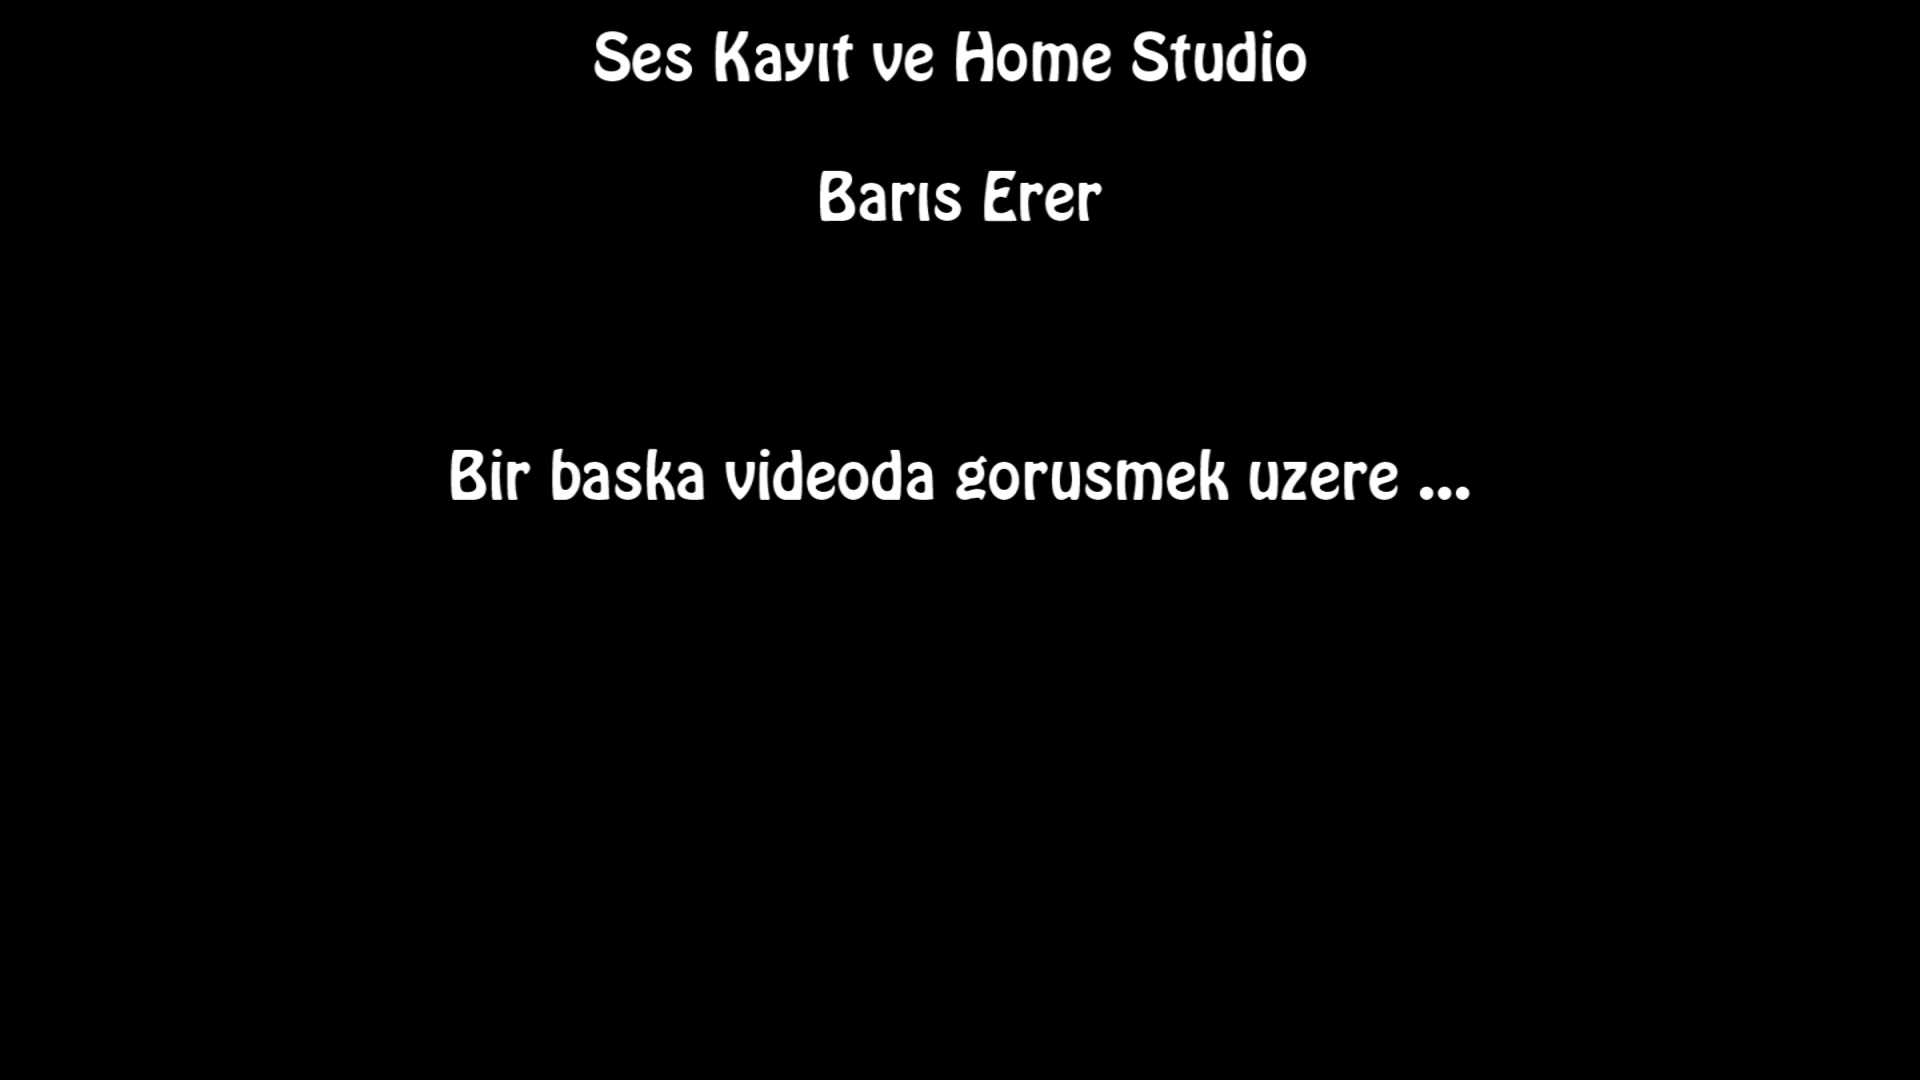 Ses Kayıt ve Home Studio
Barıs Erer
Bir baska videoda gorusmek uzere ...